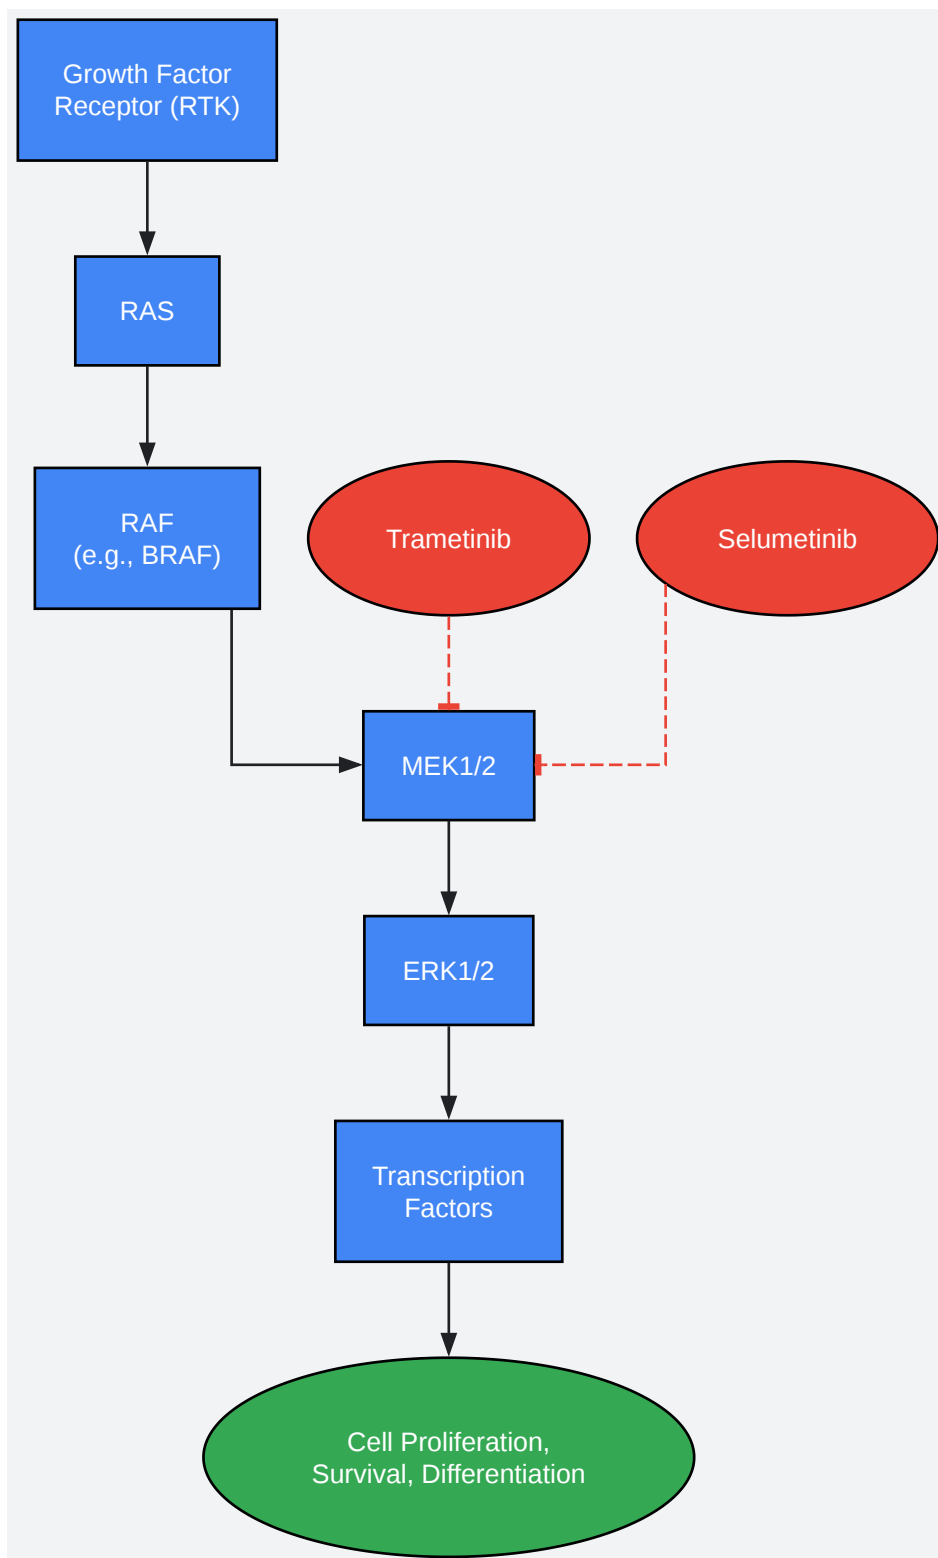 Growth Factor
Receptor (RTK)
RAS
RAF
(e.g., BRAF)
Trametinib
Selumetinib
MEK1/2
ERK1/2
Transcription
Factors
Cell Proliferation,
Survival, Differentiation